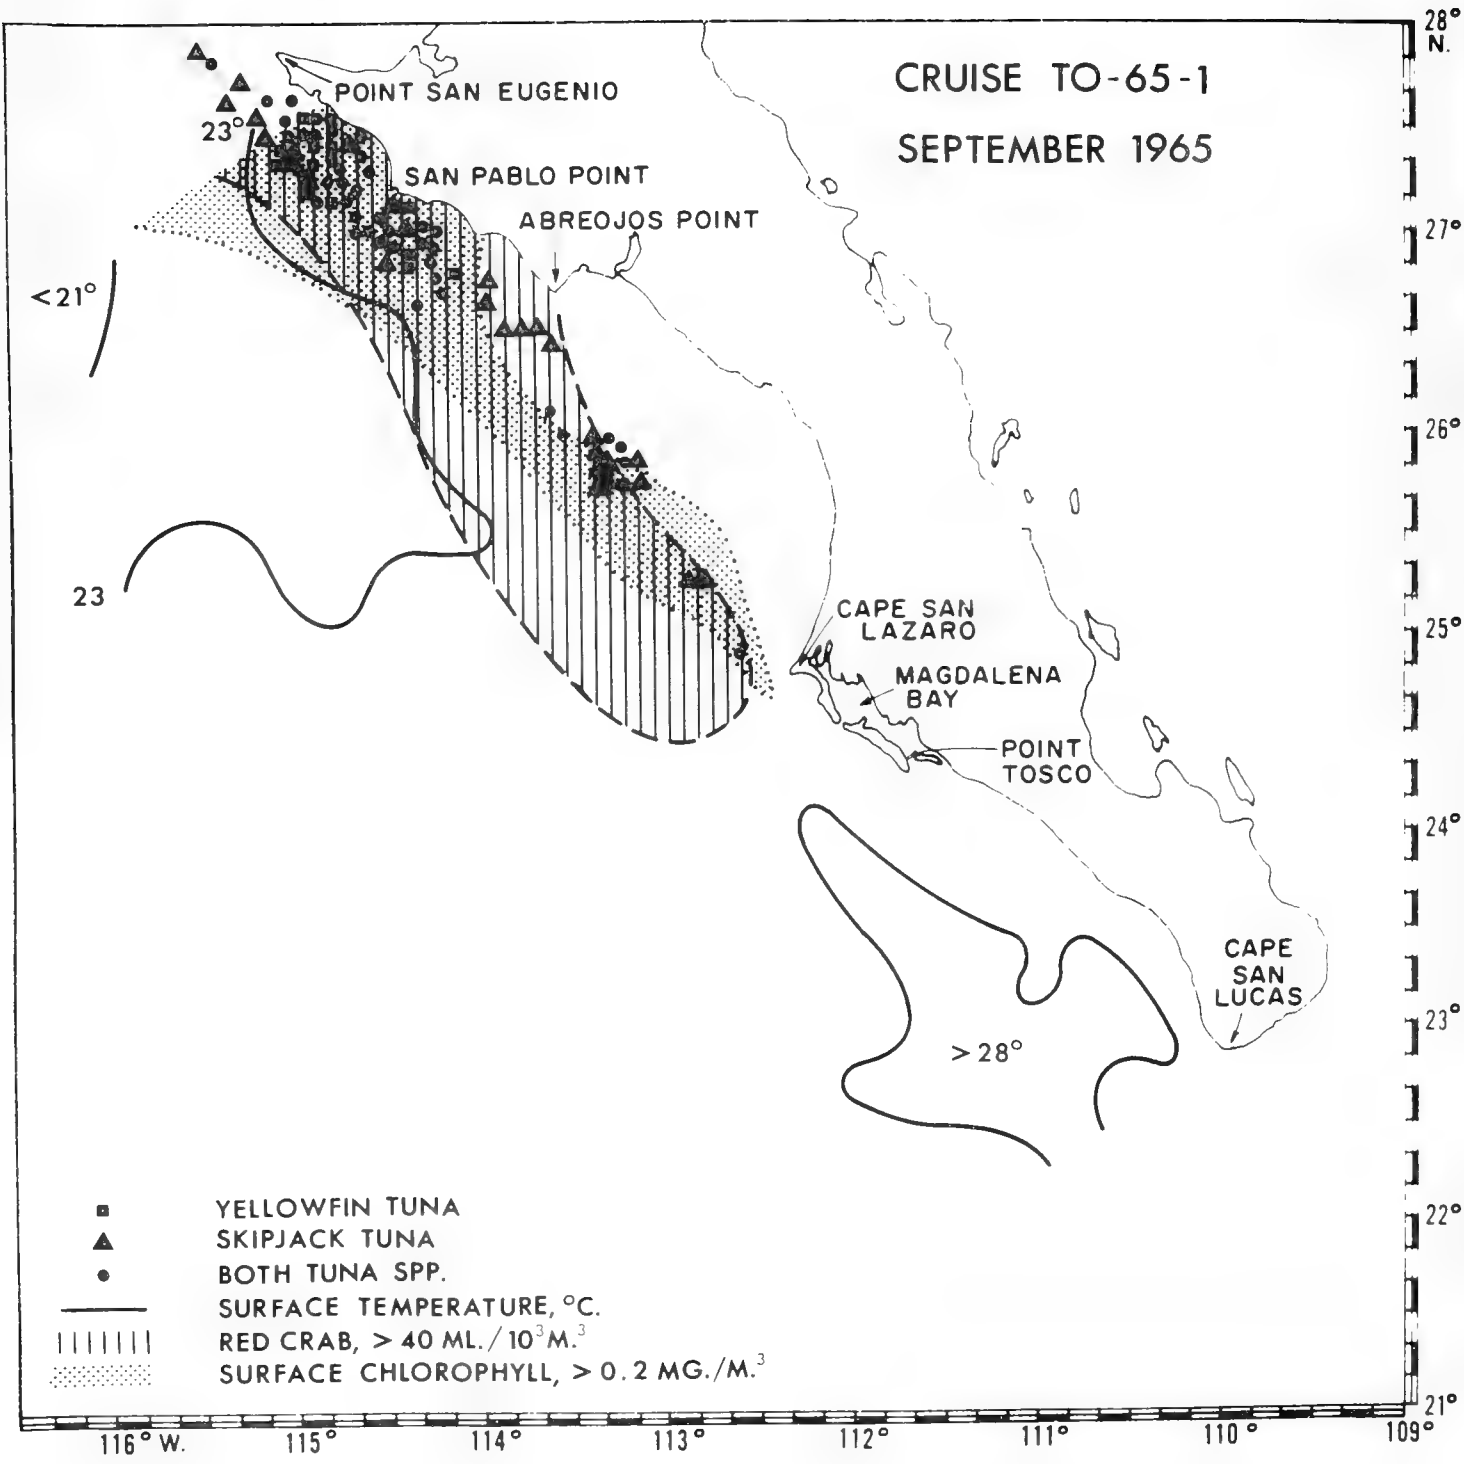 28°
N.
CRUISE TO-65-1
SEPTEMBER 1965
POINT SAN EUGENIO
23°
SAN PABLO POINT
ABREOJOS POINT
27°
<21°
26°
23
CAPE SAN
LAZARO
25°
MAGDALENA
BAY
POINT
TOSCO
24°
CAPE
SAN
LUCAS
23°
>28°
YELLOWFIN TUNA
22°
SKIPJACK TUNA
BOTH TUNA SPP.
SURFACE TEMPERATURE, °C.
RED CRAB, > 40 ML./10³M.³
SURFACE CHLOROPHYLL, > 0.2 MG./M.³
21°
116° W. 115° 114° 113° 112° 111° 110° 109°